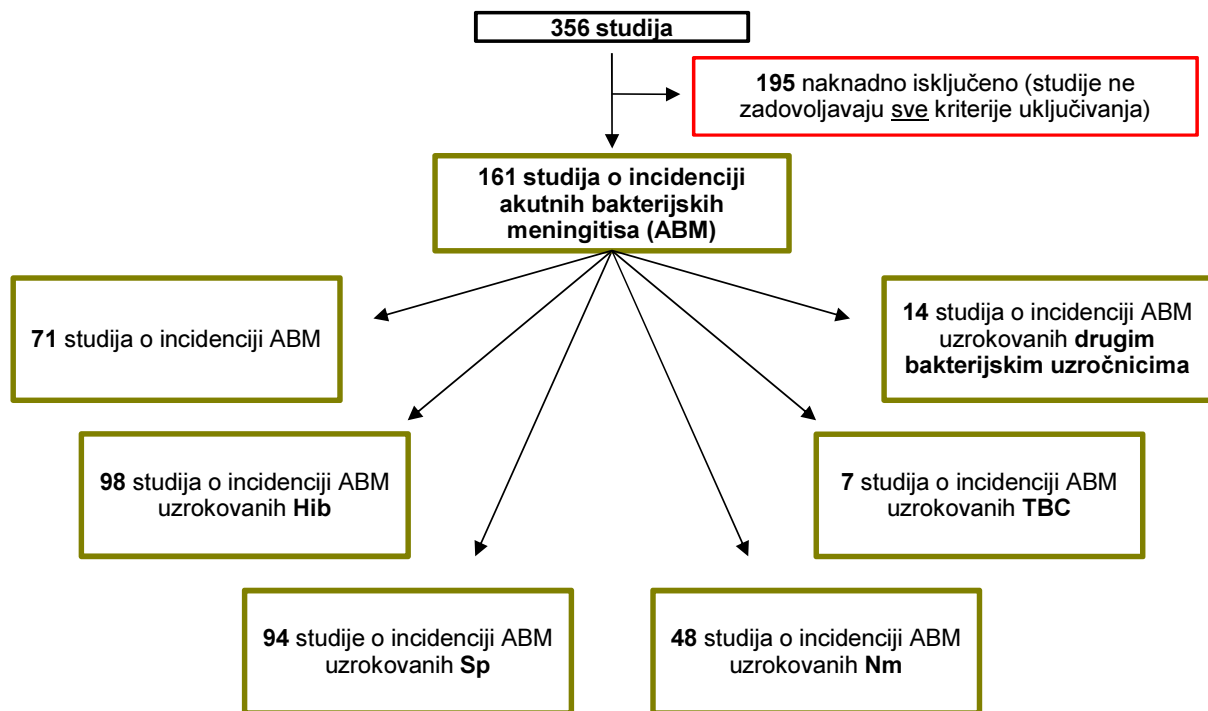 356 studija
195 naknadno isključeno (studije ne
zadovoljavaju sve kriterije uključivanja)
161 studija o incidenciji
akutnih bakterijskih
meningitisa (ABM)
71 studija o incidenciji ABM
14 studija o incidenciji ABM
uzrokovanih drugim
bakterijskim uzročnicima
98 studija o incidenciji ABM
uzrokovanih Hib
7 studija o incidenciji ABM
uzrokovanih TBC
94 studije o incidenciji ABM
uzrokovanih Sp
48 studija o incidenciji ABM
uzrokovanih Nm